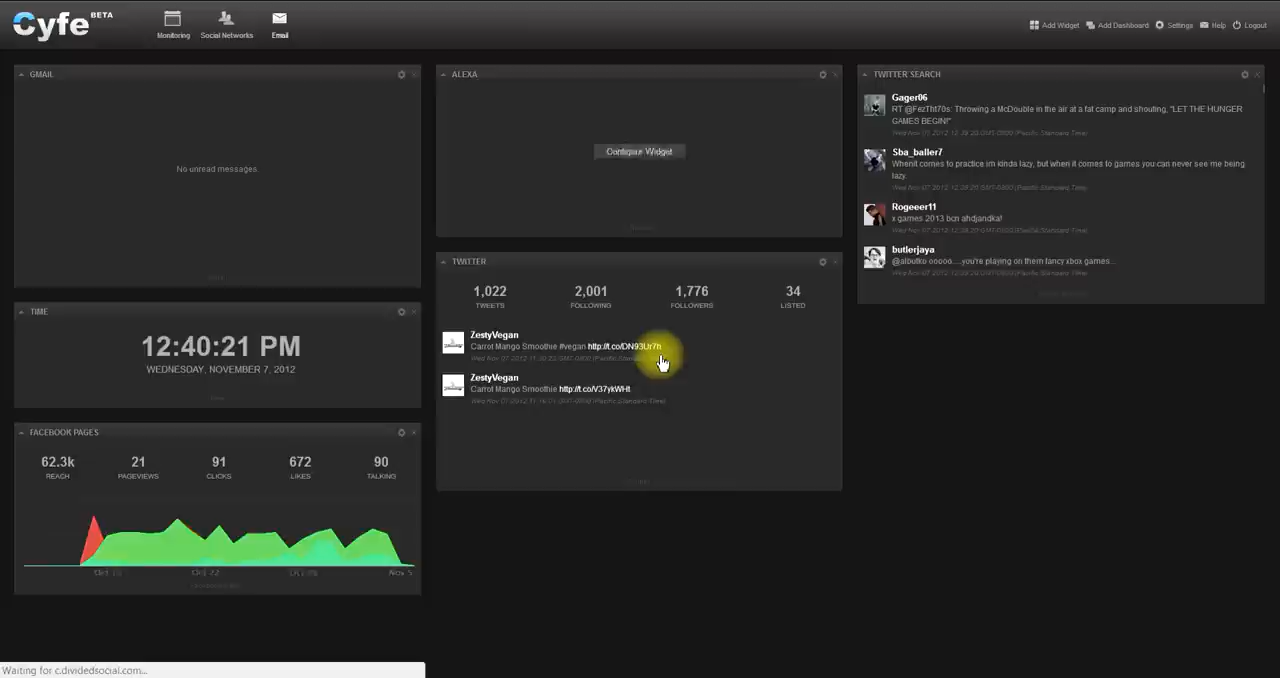 Cyfe BETA
Monitoring
Social Networks
Email
Add Widget
Add Dashboard
Settings
Help
Logout
GMAIL
No unread messages.
TIME
12:40:21 PM
WEDNESDAY, NOVEMBER 7, 2012
FACEBOOK PAGES
62.3k 21 91 672 90
REACH PAGEVIEWS CLICKS LIKES TALKING
Oct 22 Nov 5
ALEXA
Configure Widget
TWITTER
1,022 2,001 1,776 34
TWEETS FOLLOWING FOLLOWERS LISTED
ZestyVegan
Carrot Mango Smoothie #vegan http://t.co/DN93Ur7h
ZestyVegan
Carrot Mango Smoothie http://t.co/V37ykWHt
TWITTER SEARCH
Gager06
RT @FezTht70s: Throwing a McDouble in the air at a fat camp and shouting, "LET THE HUNGER
GAMES BEGIN!"
Sba_baller7
When it comes to practice im kinda lazy, but when it comes to games you can never see me being
lazy.
Rogeeer11
x games 2013 bcn ahdjandka!
butlerjaya
@albutku ooooo....you're playing on them fancy xbox games...
Waiting for c.dividedsocial.com...